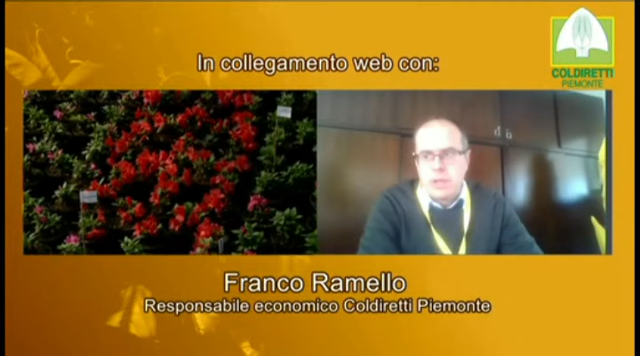 In collegamento web con:
COLDIRETTI
PIEMONTE
Franco Ramello
Responsabile economico Coldiretti Piemonte